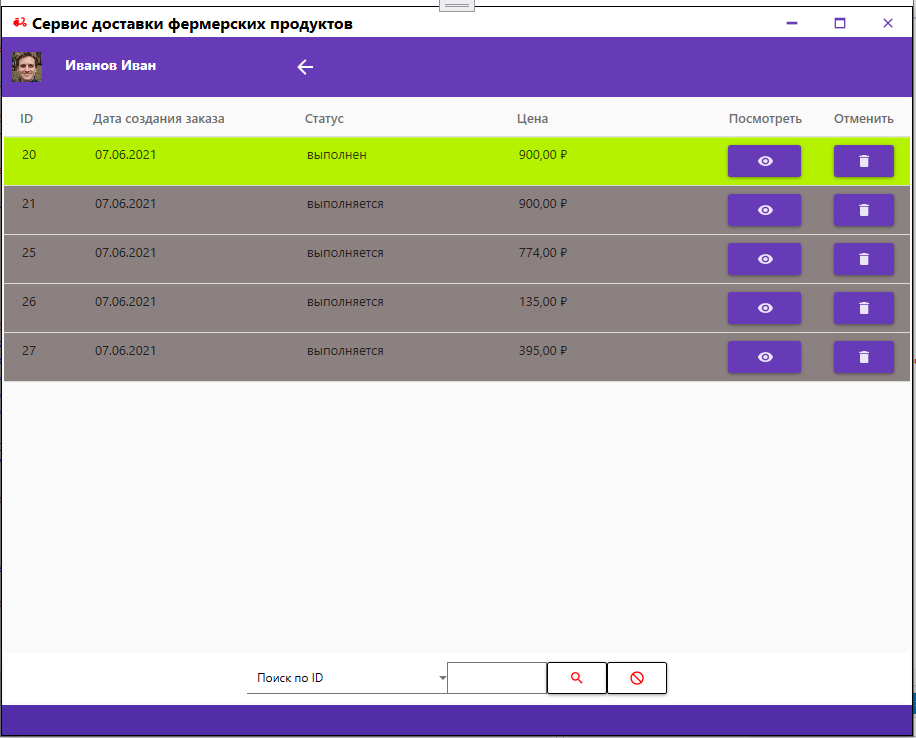 Сервис доставки фермерских продуктов
Иванов Иван
ID Дата создания заказа Статус Цена Посмотреть Отменить
20 07.06.2021 выполнен 900,00 ₽
21 07.06.2021 выполняется 900,00 ₽
25 07.06.2021 выполняется 774,00 ₽
26 07.06.2021 выполняется 135,00 ₽
27 07.06.2021 выполняется 395,00 ₽
Поиск по ID